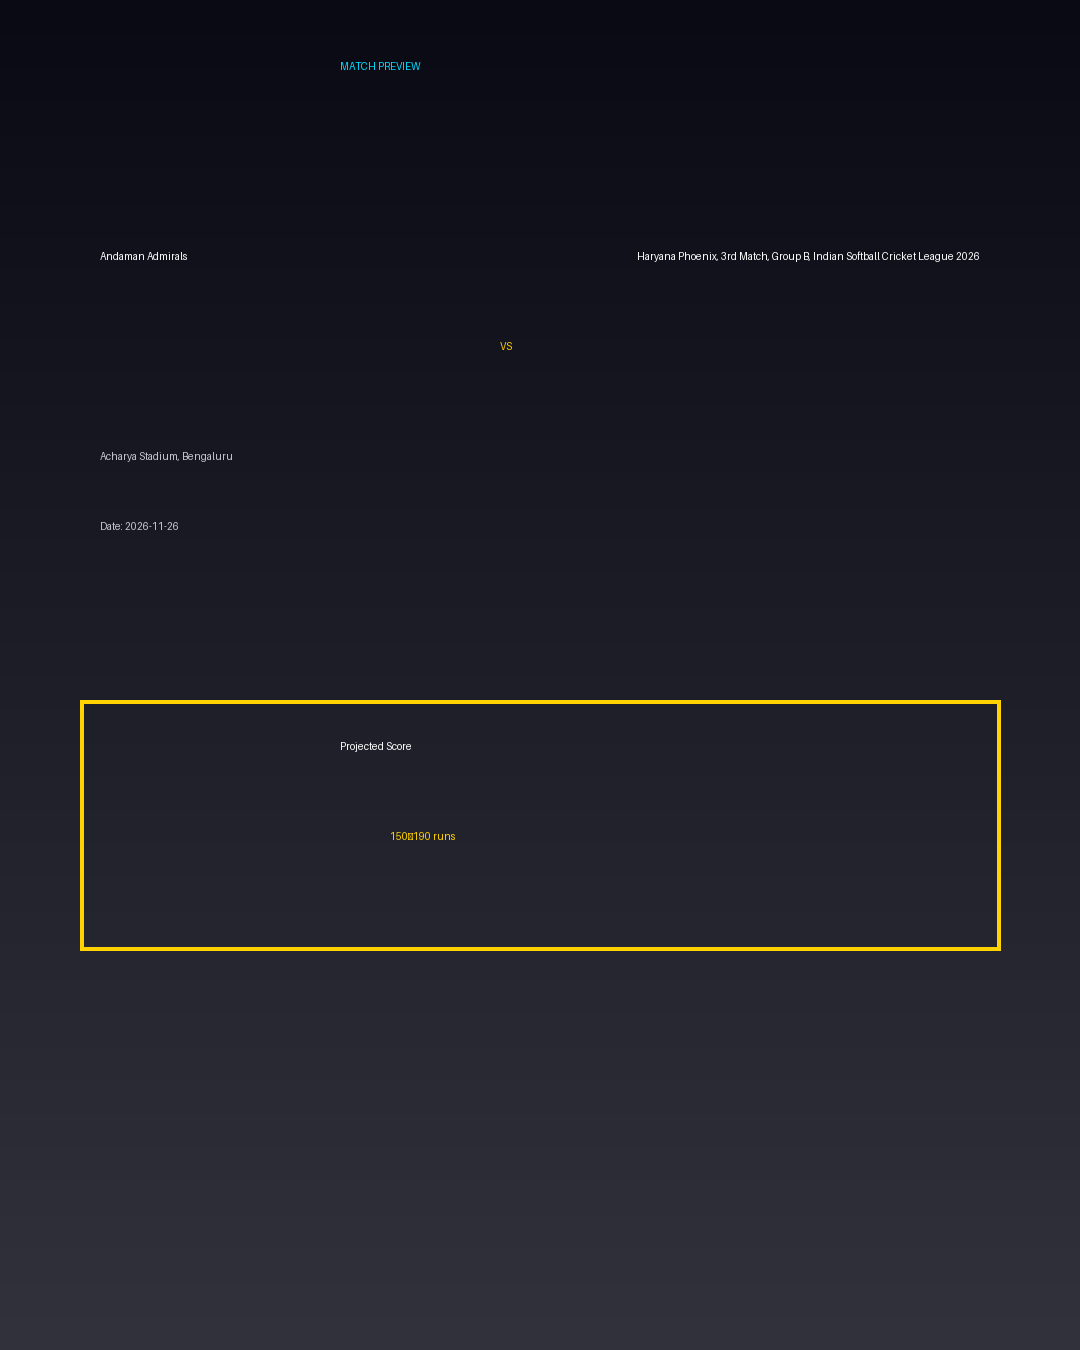 MATCH PREVIEW
Andaman Admirals
Haryana Phoenix, 3rd Match, Group B, Indian Softball Cricket League 2026
VS
Acharya Stadium, Bengaluru
Date: 2026-11-26
Projected Score
150▯190 runs